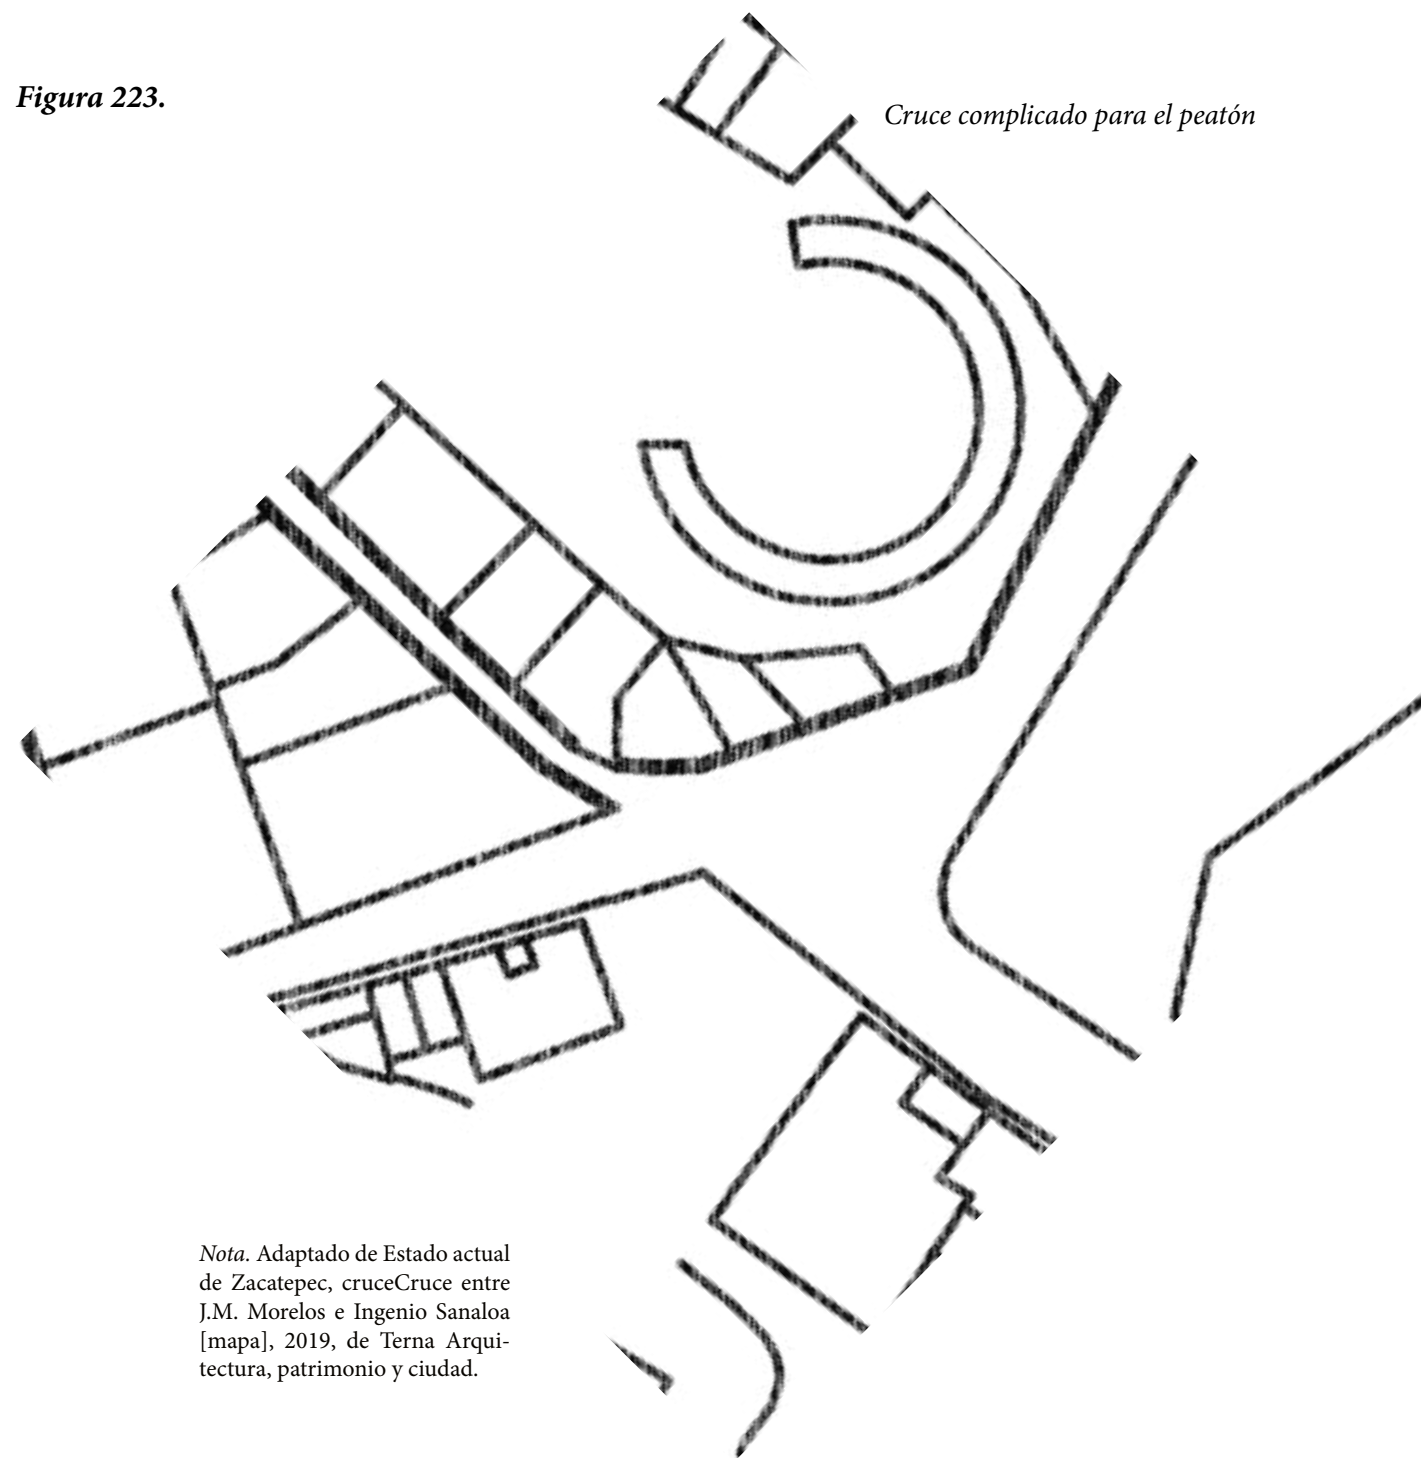 Figura 223.
Cruce complicado para el peatón
Nota. Adaptado de Estado actual
de Zacatepec, cruceCruce entre
J.M. Morelos e Ingenio Sanaloa
[mapa], 2019, de Terna Arqui-
tectura, patrimonio y ciudad.